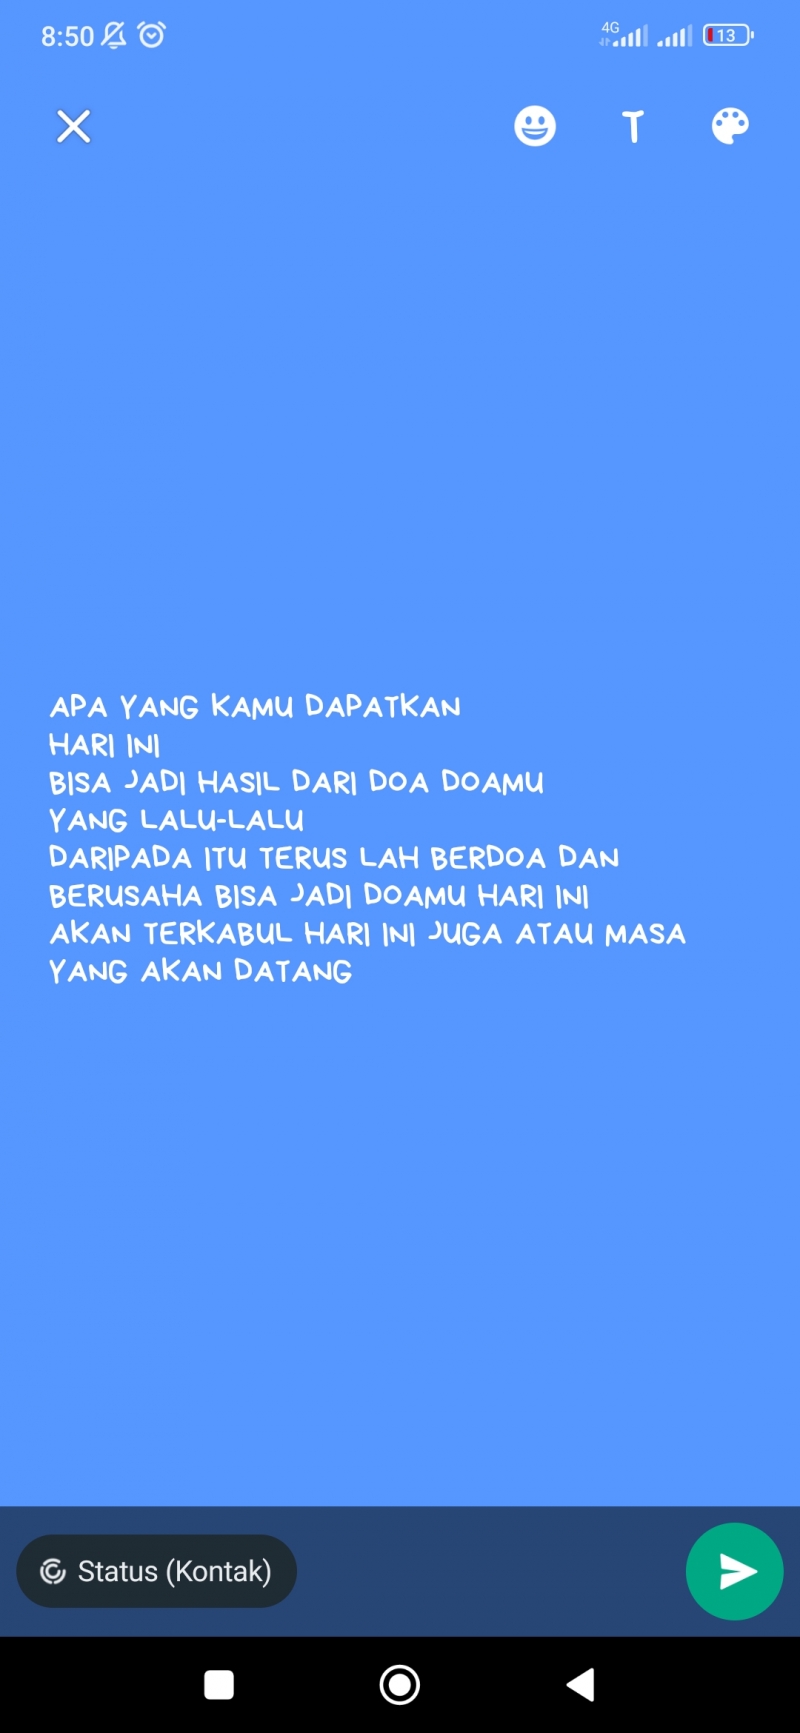 8:50
4G
13
T
APA YANG KAMU DAPATKAN
HARI INI
BISA JADI HASIL DARI DOA DOAMU
YANG LALU-LALU
DARIPADA ITU TERUS LAH BERDOA DAN
BERUSAHA BISA JADI DOAMU HARI INI
AKAN TERKABUL HARI INI JUGA ATAU MASA
YANG AKAN DATANG
Status (Kontak)